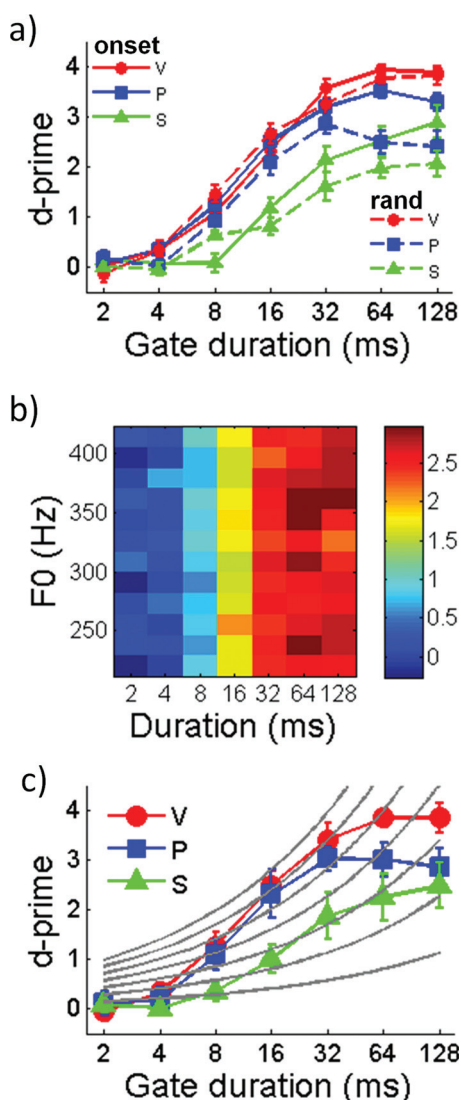 a)
onset
V
P
S
4
3
2
1
0
d-prime
rand
V
P
S
2 4 8 16 32 64 128
Gate duration (ms)
b)
400
350
300
250
F0 (Hz)
2.5
2
1.5
1
0.5
0
2 4 8 16 32 64 128
Duration (ms)
c)
V
P
S
4
3
2
1
0
d-prime
2 4 8 16 32 64 128
Gate duration (ms)